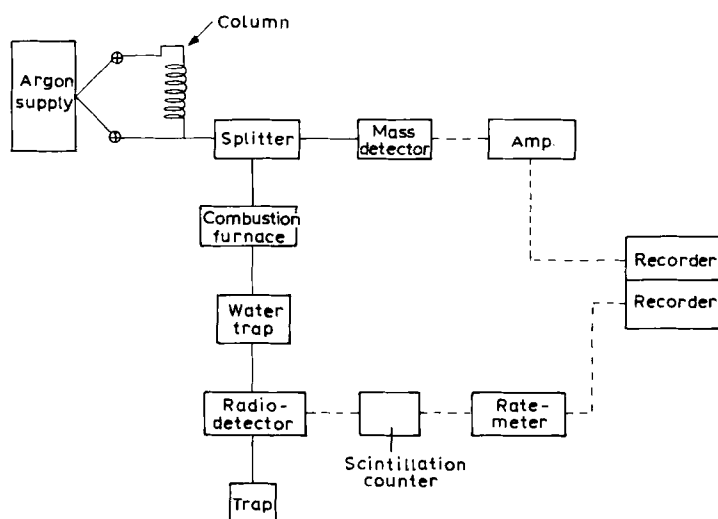 Column
Argon
supply
Splitter
Mass
detector
Amp.
Combustion
furnace
Recorder
Recorder
Water
trap
Radio-
detector
Rate-
meter
Scintillation
counter
Trap